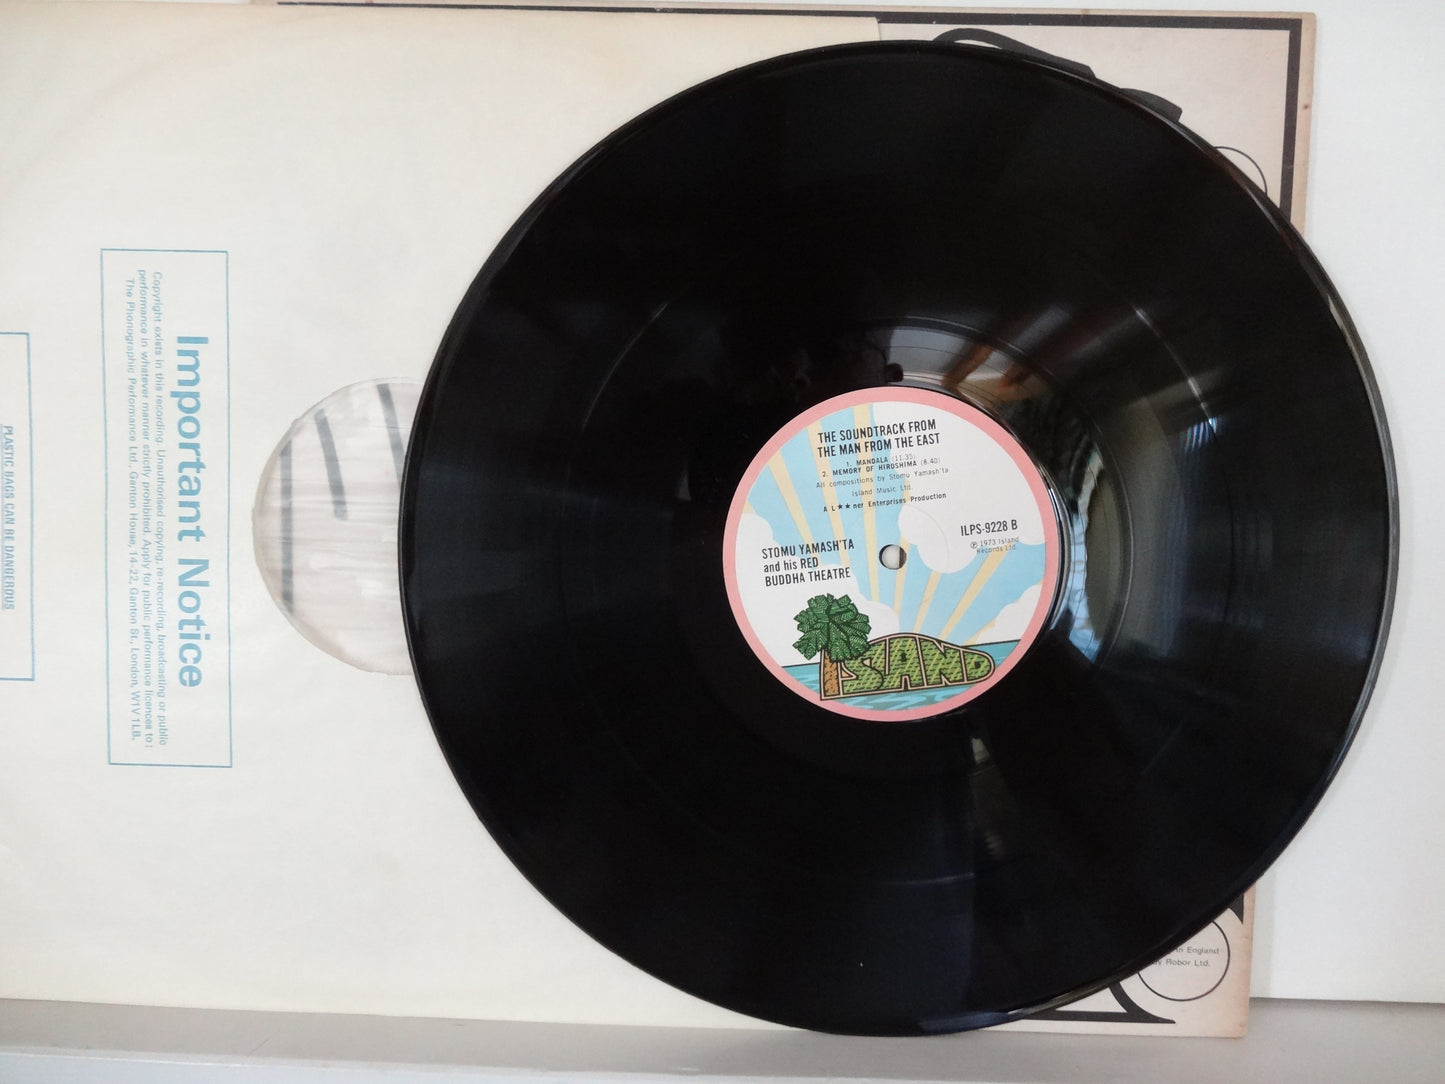 THE SOUNDTRACK FROM
THE MAN FROM THE EAST
1. MANDALA (11.35)
2. MEMORY OF HIROSHIMA (8.40)
All compositions by Stomu Yamash'ta
Island Music Ltd.
A L★★ner Enterprises Production
ILPS-9228 B
℗ 1973 Island
Records Ltd.
STOMU YAMASH'TA
and his RED
BUDDHA THEATRE
ISLAND
Important Notice
Copyright exists in this recording. Unauthorised copying, re-recording, broadcasting or public
performance in whatever manner strictly prohibited. Apply for public performance licences to:
The Phonographic Performance Ltd., Ganton House, 14-22, Ganton St., London, W1V 1LB.
PLASTIC BAGS CAN BE DANGEROUS
in England
by Robor Ltd.